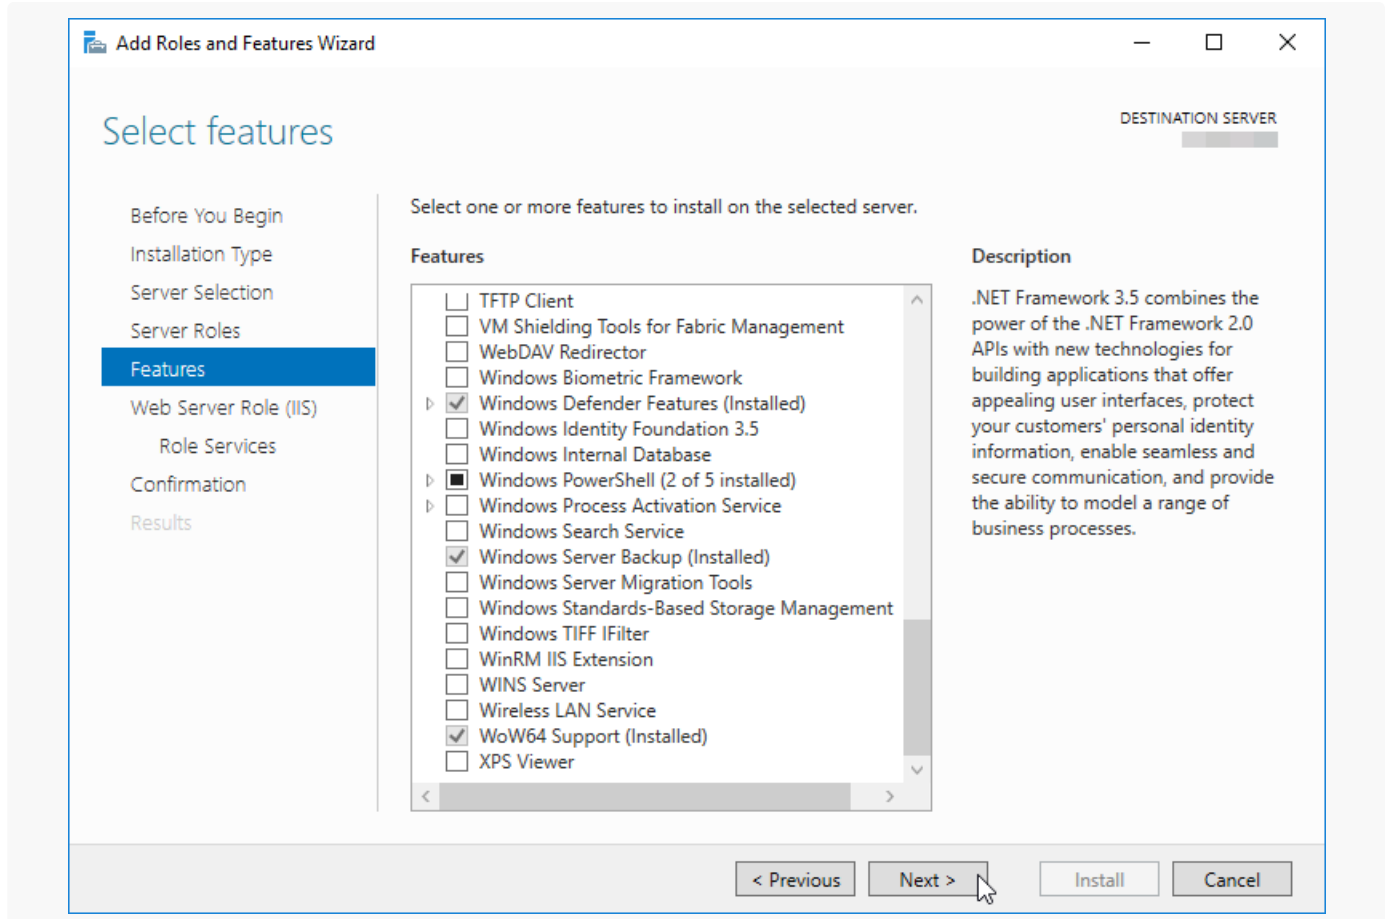 Add Roles and Features Wizard
Select features
DESTINATION SERVER
Before You Begin
Installation Type
Server Selection
Server Roles
Features
Web Server Role (IIS)
Role Services
Confirmation
Results
Select one or more features to install on the selected server.
Features
TFTP Client
VM Shielding Tools for Fabric Management
WebDAV Redirector
Windows Biometric Framework
Windows Defender Features (Installed)
Windows Identity Foundation 3.5
Windows Internal Database
Windows PowerShell (2 of 5 installed)
Windows Process Activation Service
Windows Search Service
Windows Server Backup (Installed)
Windows Server Migration Tools
Windows Standards-Based Storage Management
Windows TIFF IFilter
WinRM IIS Extension
WINS Server
Wireless LAN Service
WoW64 Support (Installed)
XPS Viewer
Description
.NET Framework 3.5 combines the
power of the .NET Framework 2.0
APIs with new technologies for
building applications that offer
appealing user interfaces, protect
your customers' personal identity
information, enable seamless and
secure communication, and provide
the ability to model a range of
business processes.
< Previous
Next >
Install
Cancel